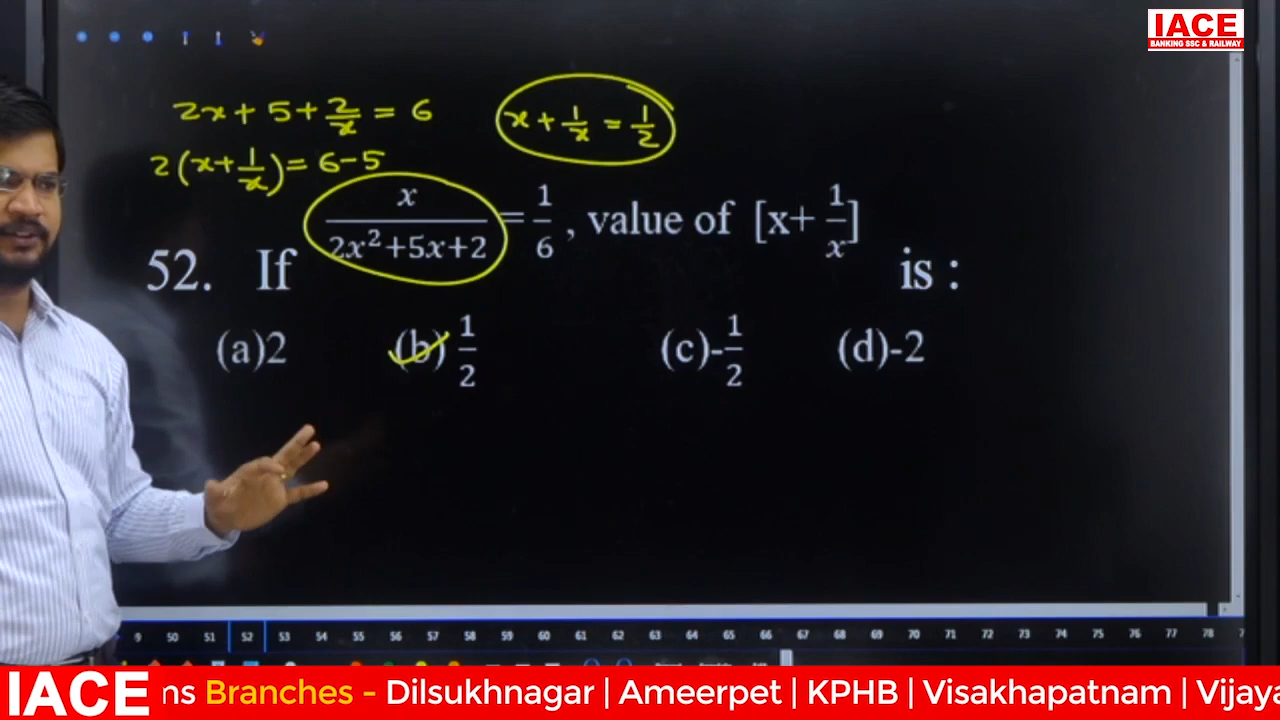 IACE
BANKING SSC & RAILWAY
2x + 5 + 2/x = 6
x + 1/x = 1/2
2(x + 1/x) = 6 - 5
52. If x/(2x²+5x+2) = 1/6, value of [x+ 1/x] is :
(a)2 (b) 1/2 (c)-1/2 (d)-2
9 50 51 52 53 54 55 56 57 58 59 60 61 62 63 64 65 66 67 68 69 70 71 72 73 74 75 76 77 78 7
IACE ns Branches - Dilsukhnagar | Ameerpet | KPHB | Visakhapatnam | Vijaya